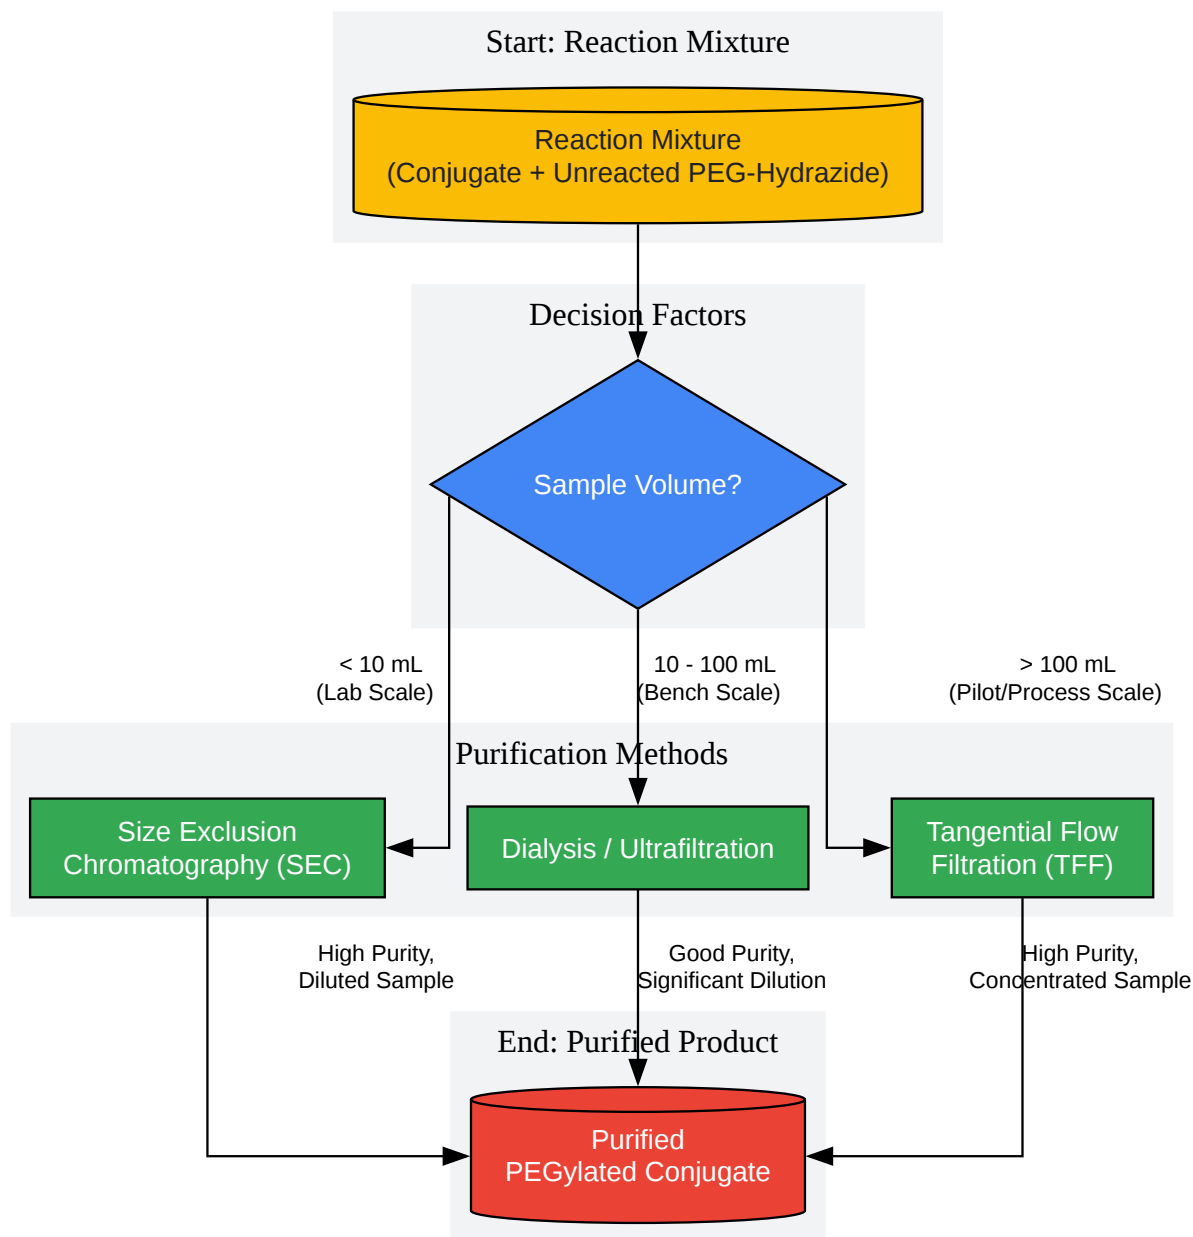 Start: Reaction Mixture
Reaction Mixture
(Conjugate + Unreacted PEG-Hydrazide)
Decision Factors
Sample Volume?
< 10 mL
(Lab Scale)
10 - 100 mL
(Bench Scale)
> 100 mL
(Pilot/Process Scale)
Purification Methods
Size Exclusion
Chromatography (SEC)
Dialysis / Ultrafiltration
Tangential Flow
Filtration (TFF)
High Purity,
Diluted Sample
Good Purity,
Significant Dilution
High Purity,
Concentrated Sample
End: Purified Product
Purified
PEGylated Conjugate